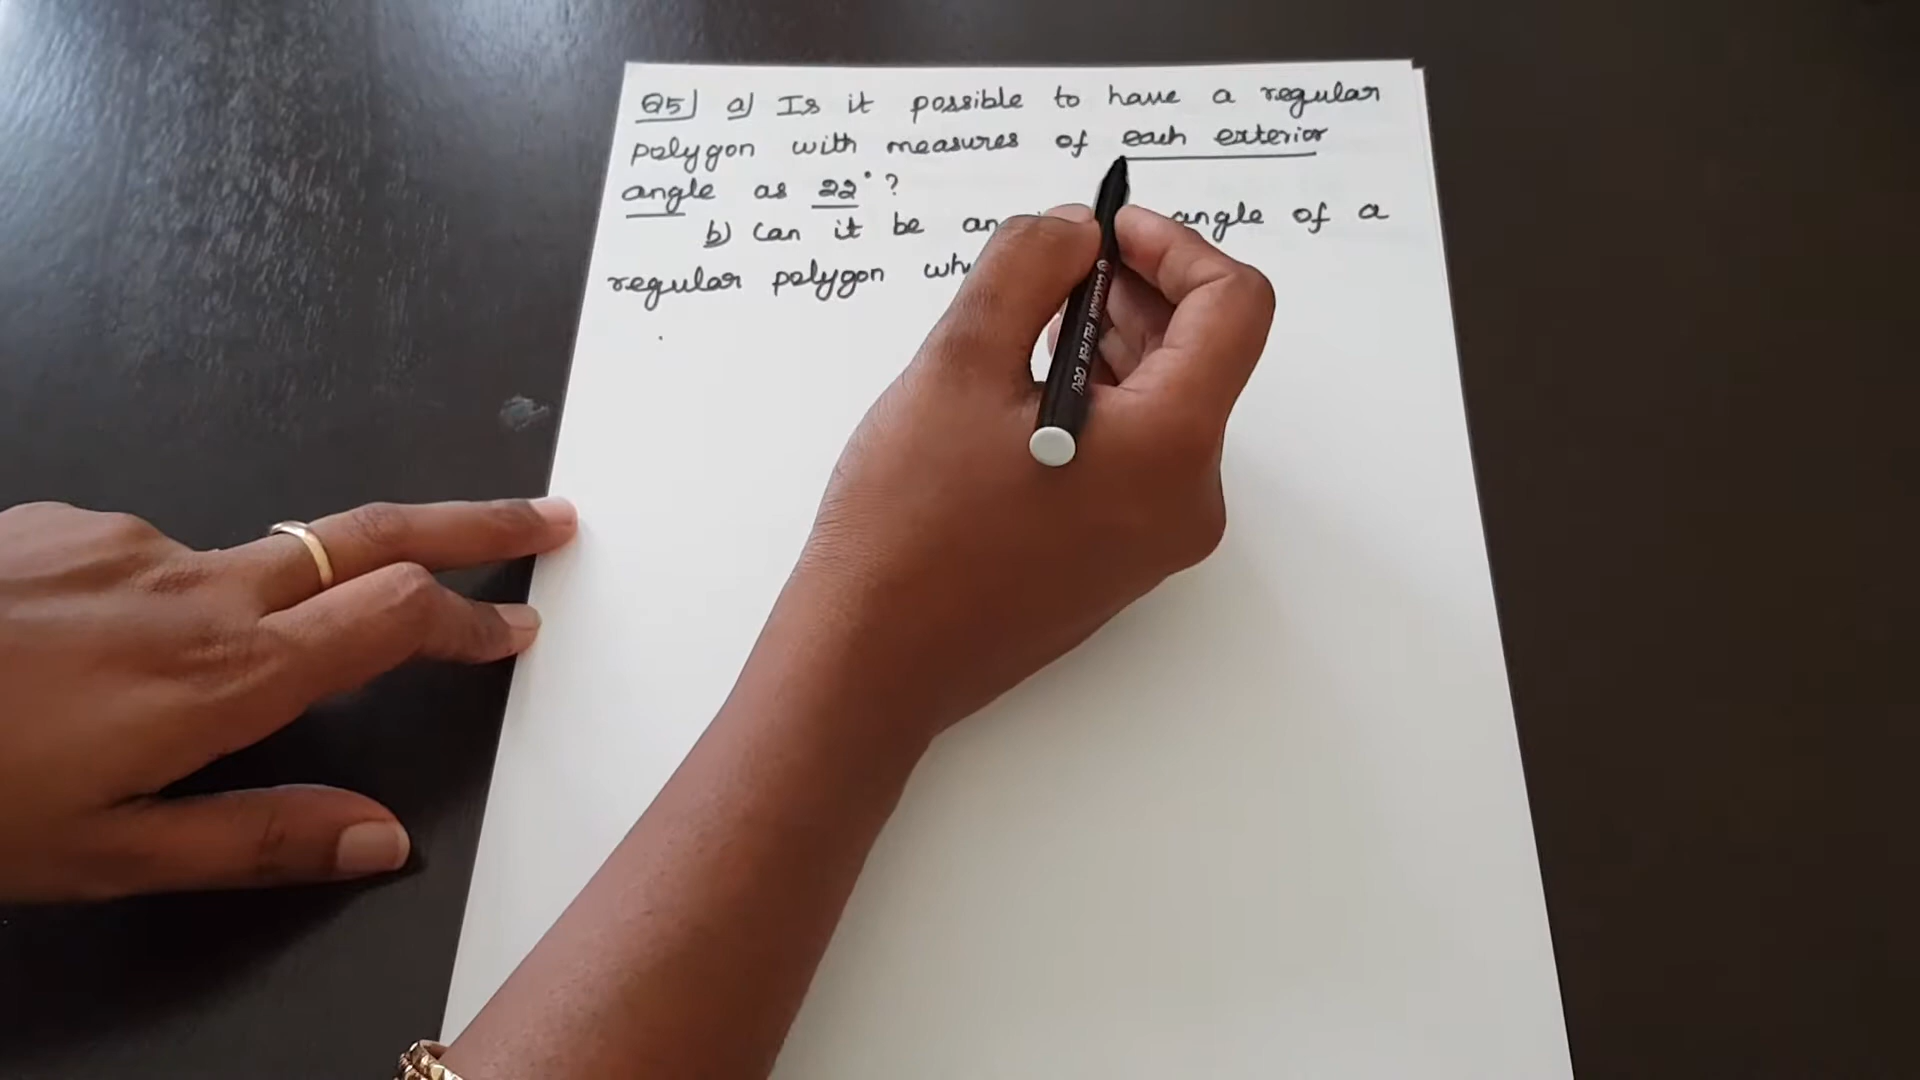 Q5) a) Is it possible to have a regular
polygon with measures of each exterior
angle as 22° ?
b) Can it be an angle of a
regular polygon